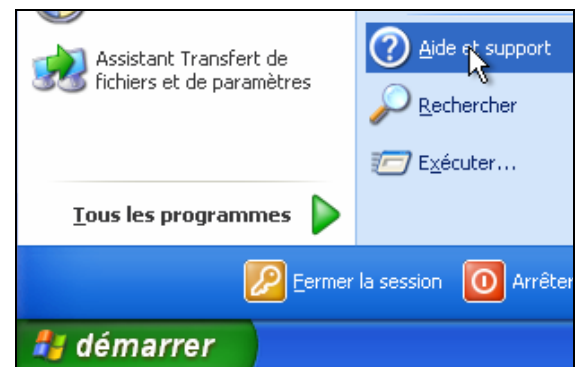 Assistant Transfert de
fichiers et de paramètres
Tous les programmes
Aide et support
Rechercher
Exécuter...
Fermer la session
Arrêter
démarrer